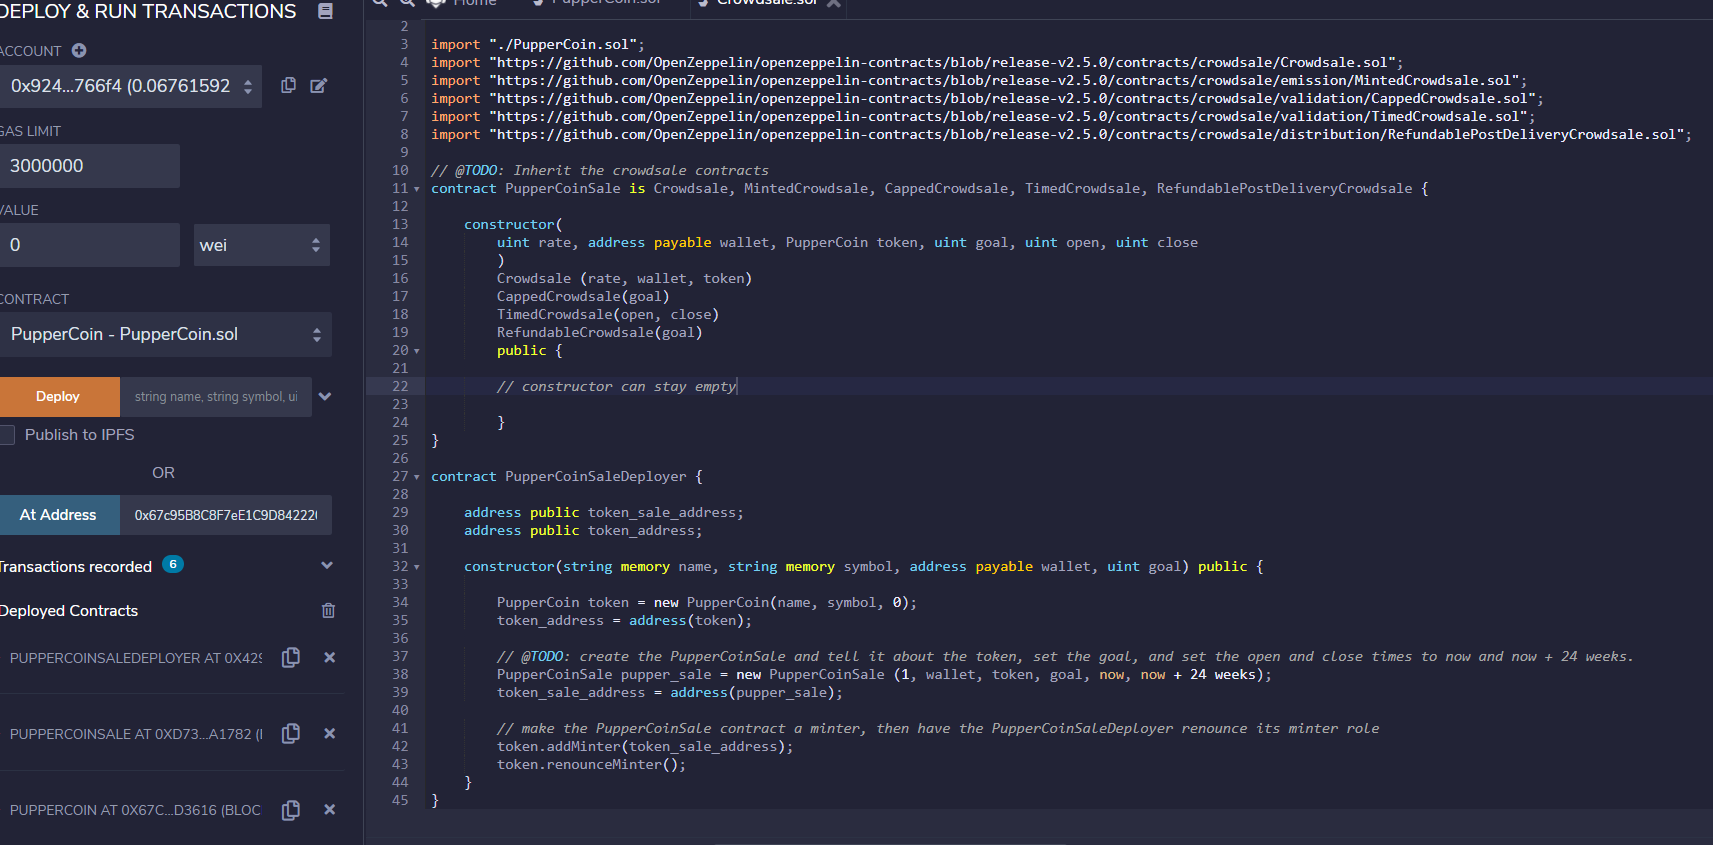 DEPLOY & RUN TRANSACTIONS
ACCOUNT
0x924...766f4 (0.06761592
GAS LIMIT
3000000
VALUE
0
wei
CONTRACT
PupperCoin - PupperCoin.sol
Deploy
string name, string symbol, ui
Publish to IPFS
OR
At Address
0x67c95B8C8F7eE1C9D84222
Transactions recorded 6
Deployed Contracts
PUPPERCOINSALEDEPLOYER AT 0X429
PUPPERCOINSALE AT 0XD73...A1782 (
PUPPERCOIN AT 0X67C...D3616 (BLOC
Home
PupperCoin.sol
Crowdsale.sol
2
3 import "./PupperCoin.sol";
4 import "https://github.com/OpenZeppelin/openzeppelin-contracts/blob/release-v2.5.0/contracts/crowdsale/Crowdsale.sol";
5 import "https://github.com/OpenZeppelin/openzeppelin-contracts/blob/release-v2.5.0/contracts/crowdsale/emission/MintedCrowdsale.sol";
6 import "https://github.com/OpenZeppelin/openzeppelin-contracts/blob/release-v2.5.0/contracts/crowdsale/validation/CappedCrowdsale.sol";
7 import "https://github.com/OpenZeppelin/openzeppelin-contracts/blob/release-v2.5.0/contracts/crowdsale/validation/TimedCrowdsale.sol";
8 import "https://github.com/OpenZeppelin/openzeppelin-contracts/blob/release-v2.5.0/contracts/crowdsale/distribution/RefundablePostDeliveryCrowdsale.sol";
9
10 // @TODO: Inherit the crowdsale contracts
11 contract PupperCoinSale is Crowdsale, MintedCrowdsale, CappedCrowdsale, TimedCrowdsale, RefundablePostDeliveryCrowdsale {
12
13 constructor(
14 uint rate, address payable wallet, PupperCoin token, uint goal, uint open, uint close
15 )
16 Crowdsale (rate, wallet, token)
17 CappedCrowdsale(goal)
18 TimedCrowdsale(open, close)
19 RefundableCrowdsale(goal)
20 public {
21
22 // constructor can stay empty
23
24 }
25 }
26
27 contract PupperCoinSaleDeployer {
28
29 address public token_sale_address;
30 address public token_address;
31
32 constructor(string memory name, string memory symbol, address payable wallet, uint goal) public {
33
34 PupperCoin token = new PupperCoin(name, symbol, 0);
35 token_address = address(token);
36
37 // @TODO: create the PupperCoinSale and tell it about the token, set the goal, and set the open and close times to now and now + 24 weeks.
38 PupperCoinSale pupper_sale = new PupperCoinSale (1, wallet, token, goal, now, now + 24 weeks);
39 token_sale_address = address(pupper_sale);
40
41 // make the PupperCoinSale contract a minter, then have the PupperCoinSaleDeployer renounce its minter role
42 token.addMinter(token_sale_address);
43 token.renounceMinter();
44 }
45 }